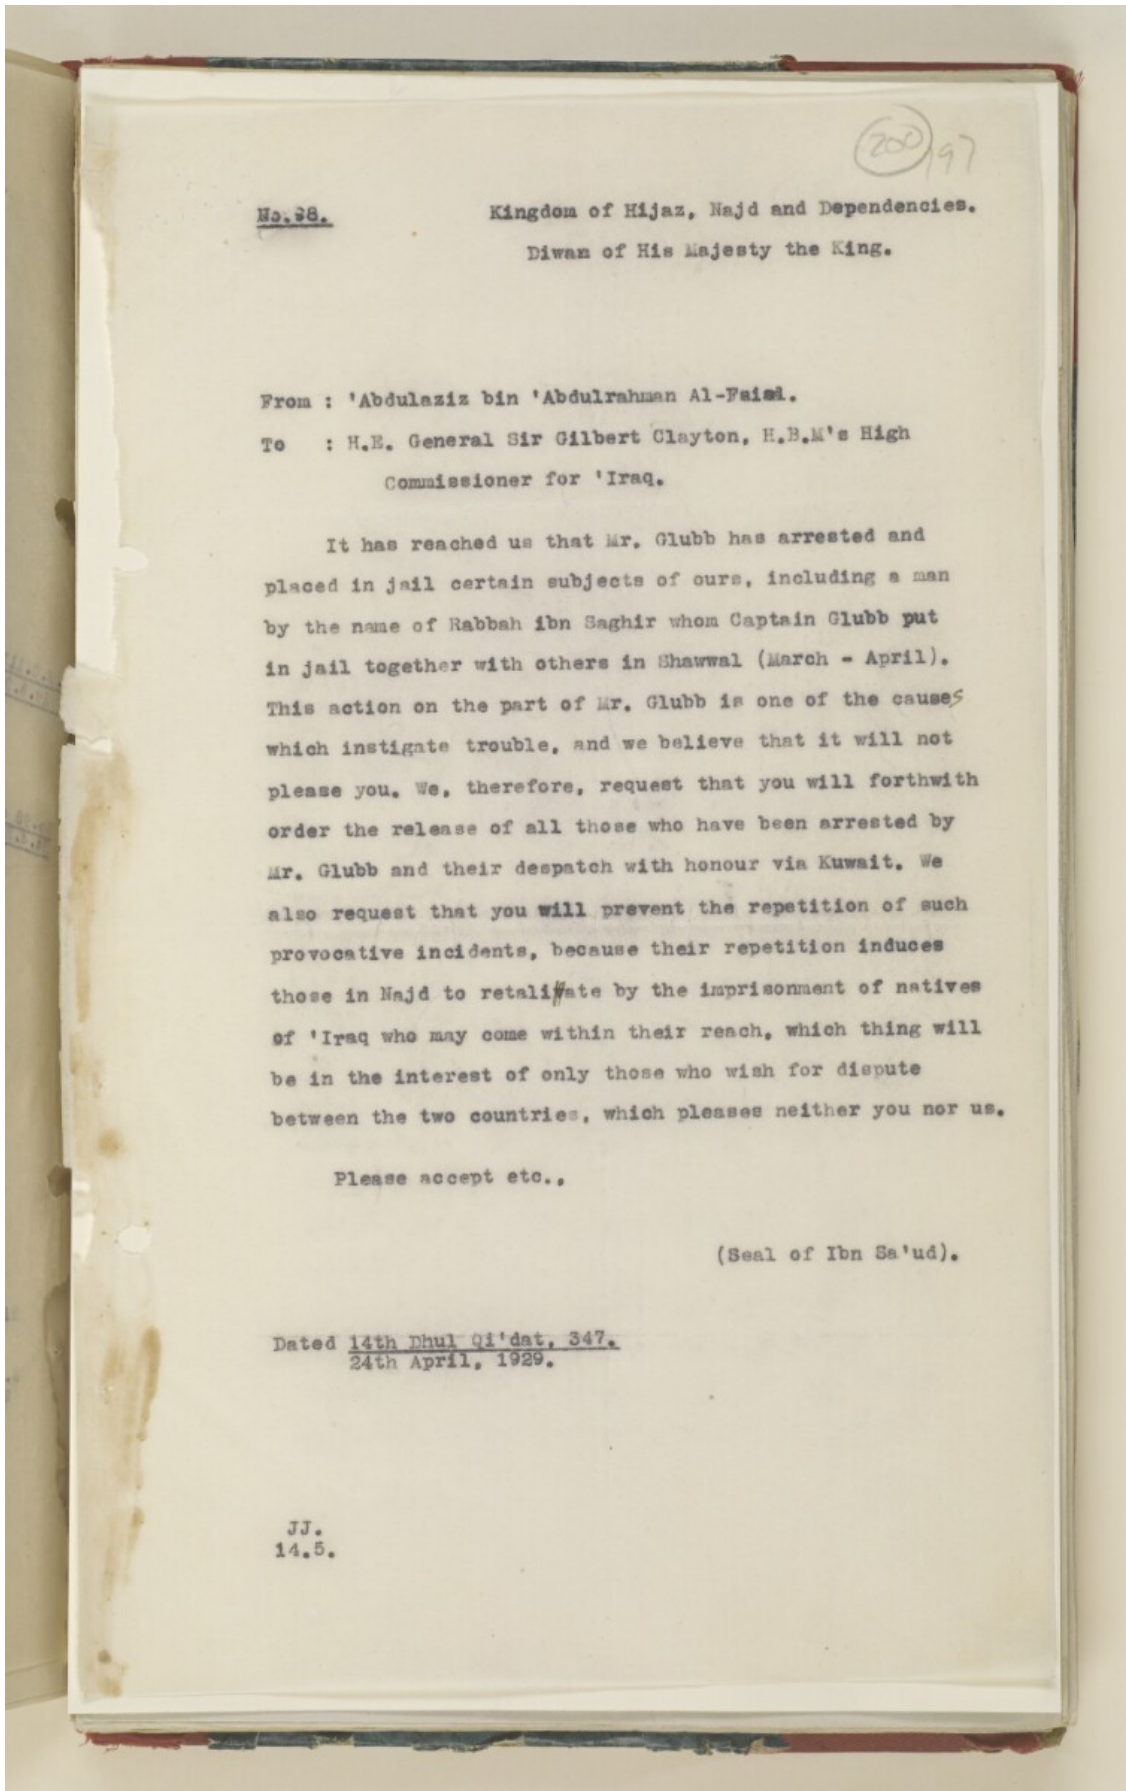 200
197
No.98.
Kingdom of Hijaz, Najd and Dependencies.
Diwan of His Majesty the King.
From : 'Abdulaziz bin 'Abdulrahman Al-Faisl.
To : H.E. General Sir Gilbert Clayton, H.B.M's High
Commissioner for 'Iraq.
It has reached us that Mr. Glubb has arrested and
placed in jail certain subjects of ours, including a man
by the name of Rabbah ibn Saghir whom Captain Glubb put
in jail together with others in Shawwal (March - April).
This action on the part of Mr. Glubb is one of the causes
which instigate trouble, and we believe that it will not
please you. We, therefore, request that you will forthwith
order the release of all those who have been arrested by
Mr. Glubb and their despatch with honour via Kuwait. We
also request that you will prevent the repetition of such
provocative incidents, because their repetition induces
those in Najd to retaliate by the imprisonment of natives
of 'Iraq who may come within their reach, which thing will
be in the interest of only those who wish for dispute
between the two countries, which pleases neither you nor us.
Please accept etc.,
(Seal of Ibn Sa'ud).
Dated 14th Dhul Qi'dat, 347.
24th April, 1929.
JJ.
14.5.